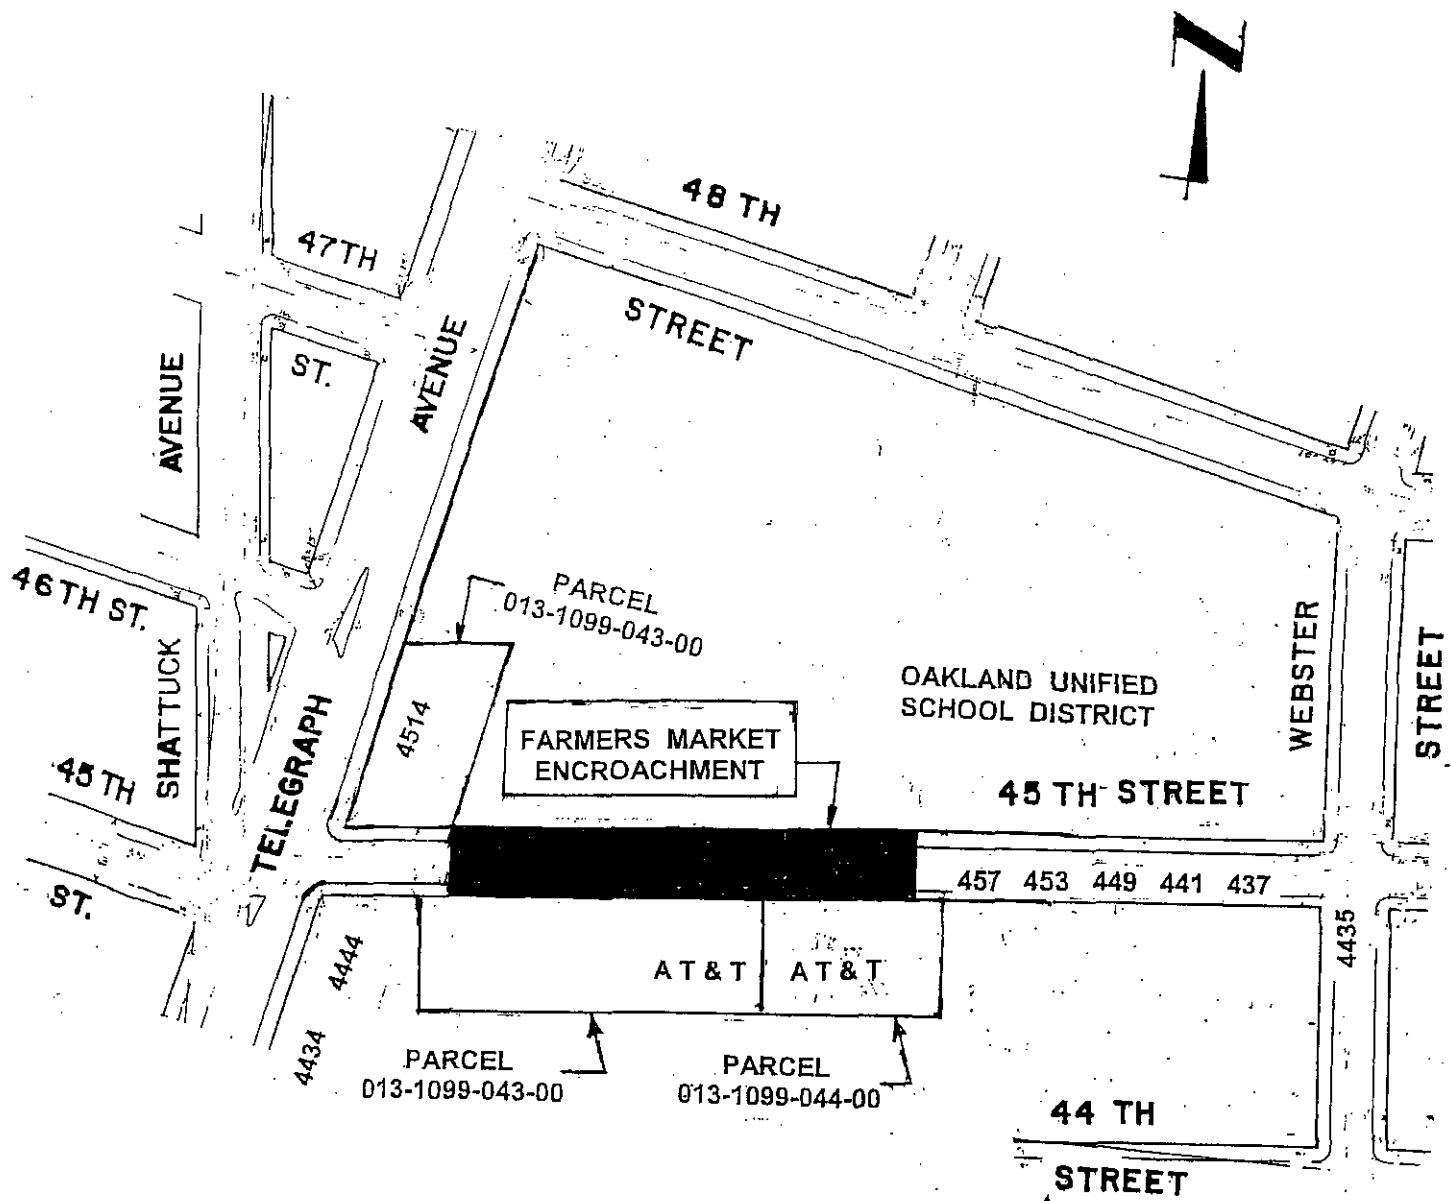 N
48 TH
STREET
47TH
ST.
AVENUE
AVENUE
46TH ST.
SHATTUCK
45 TH
ST.
TELEGRAPH
PARCEL
013-1099-043-00
4514
FARMERS MARKET
ENCROACHMENT
OAKLAND UNIFIED
SCHOOL DISTRICT
WEBSTER
STREET
45 TH STREET
457 453 449 441 437
4435
4444
4434
AT&T
AT&T
PARCEL
013-1099-043-00
PARCEL
013-1099-044-00
44 TH
STREET